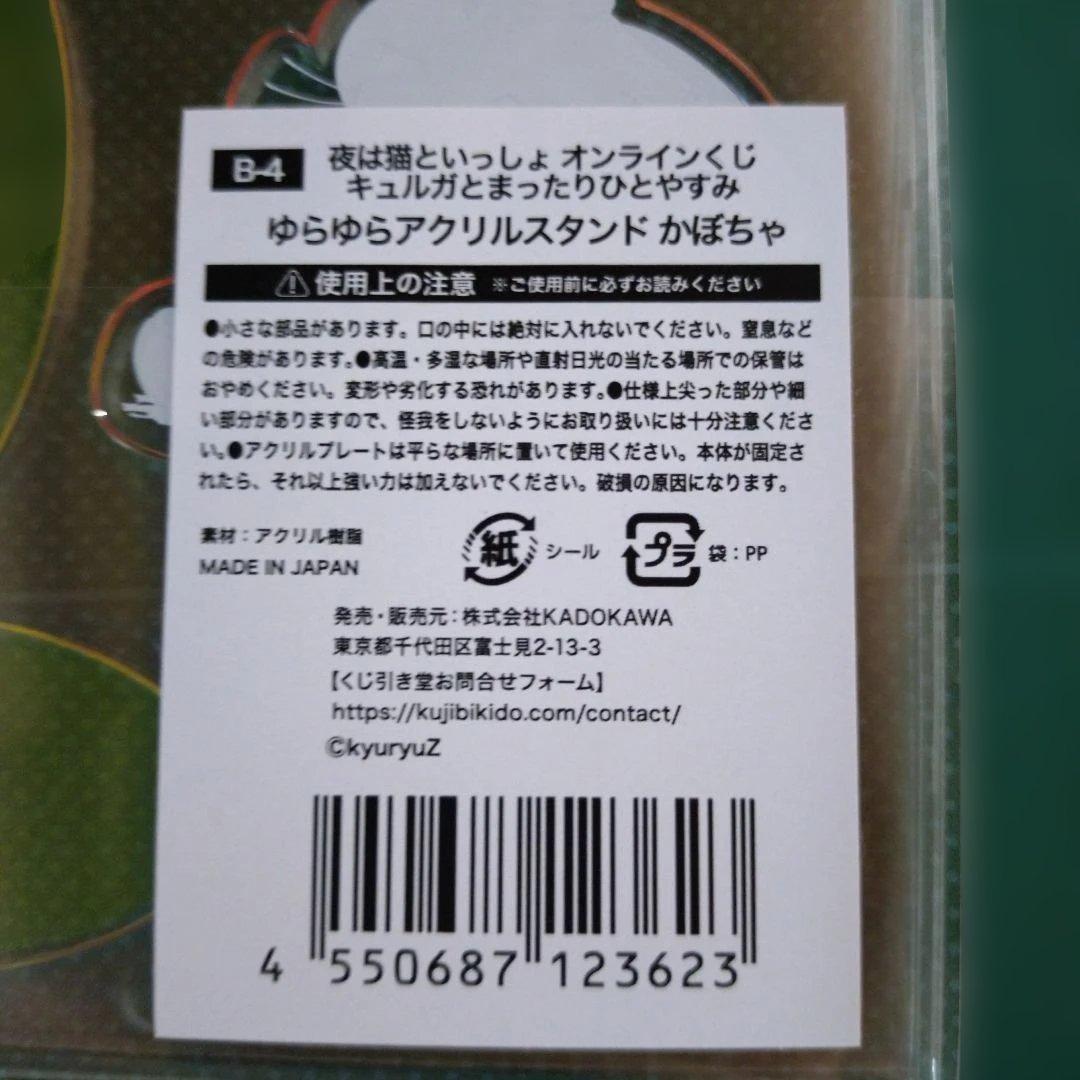 B-4
夜は猫といっしょ オンラインくじ
キュルガとまったりひとやすみ
ゆらゆらアクリルスタンド かぼちゃ
使用上の注意 ※ご使用前に必ずお読みください
●小さな部品があります。口の中には絶対に入れないでください。窒息など
の危険があります。●高温・多湿な場所や直射日光の当たる場所での保管は
おやめください。変形や劣化する恐れがあります。●仕様上尖った部分や細
い部分がありますので、怪我をしないようにお取り扱いには十分注意くださ
い。●アクリルプレートは平らな場所に置いて使用ください。本体が固定さ
れたら、それ以上強い力は加えないでください。破損の原因になります。
素材：アクリル樹脂
MADE IN JAPAN
紙 シール
プラ 袋：PP
発売・販売元：株式会社KADOKAWA
東京都千代田区富士見2-13-3
【くじ引き堂お問合せフォーム】
https://kujibikido.com/contact/
©kyuryuZ
4 550687 123623